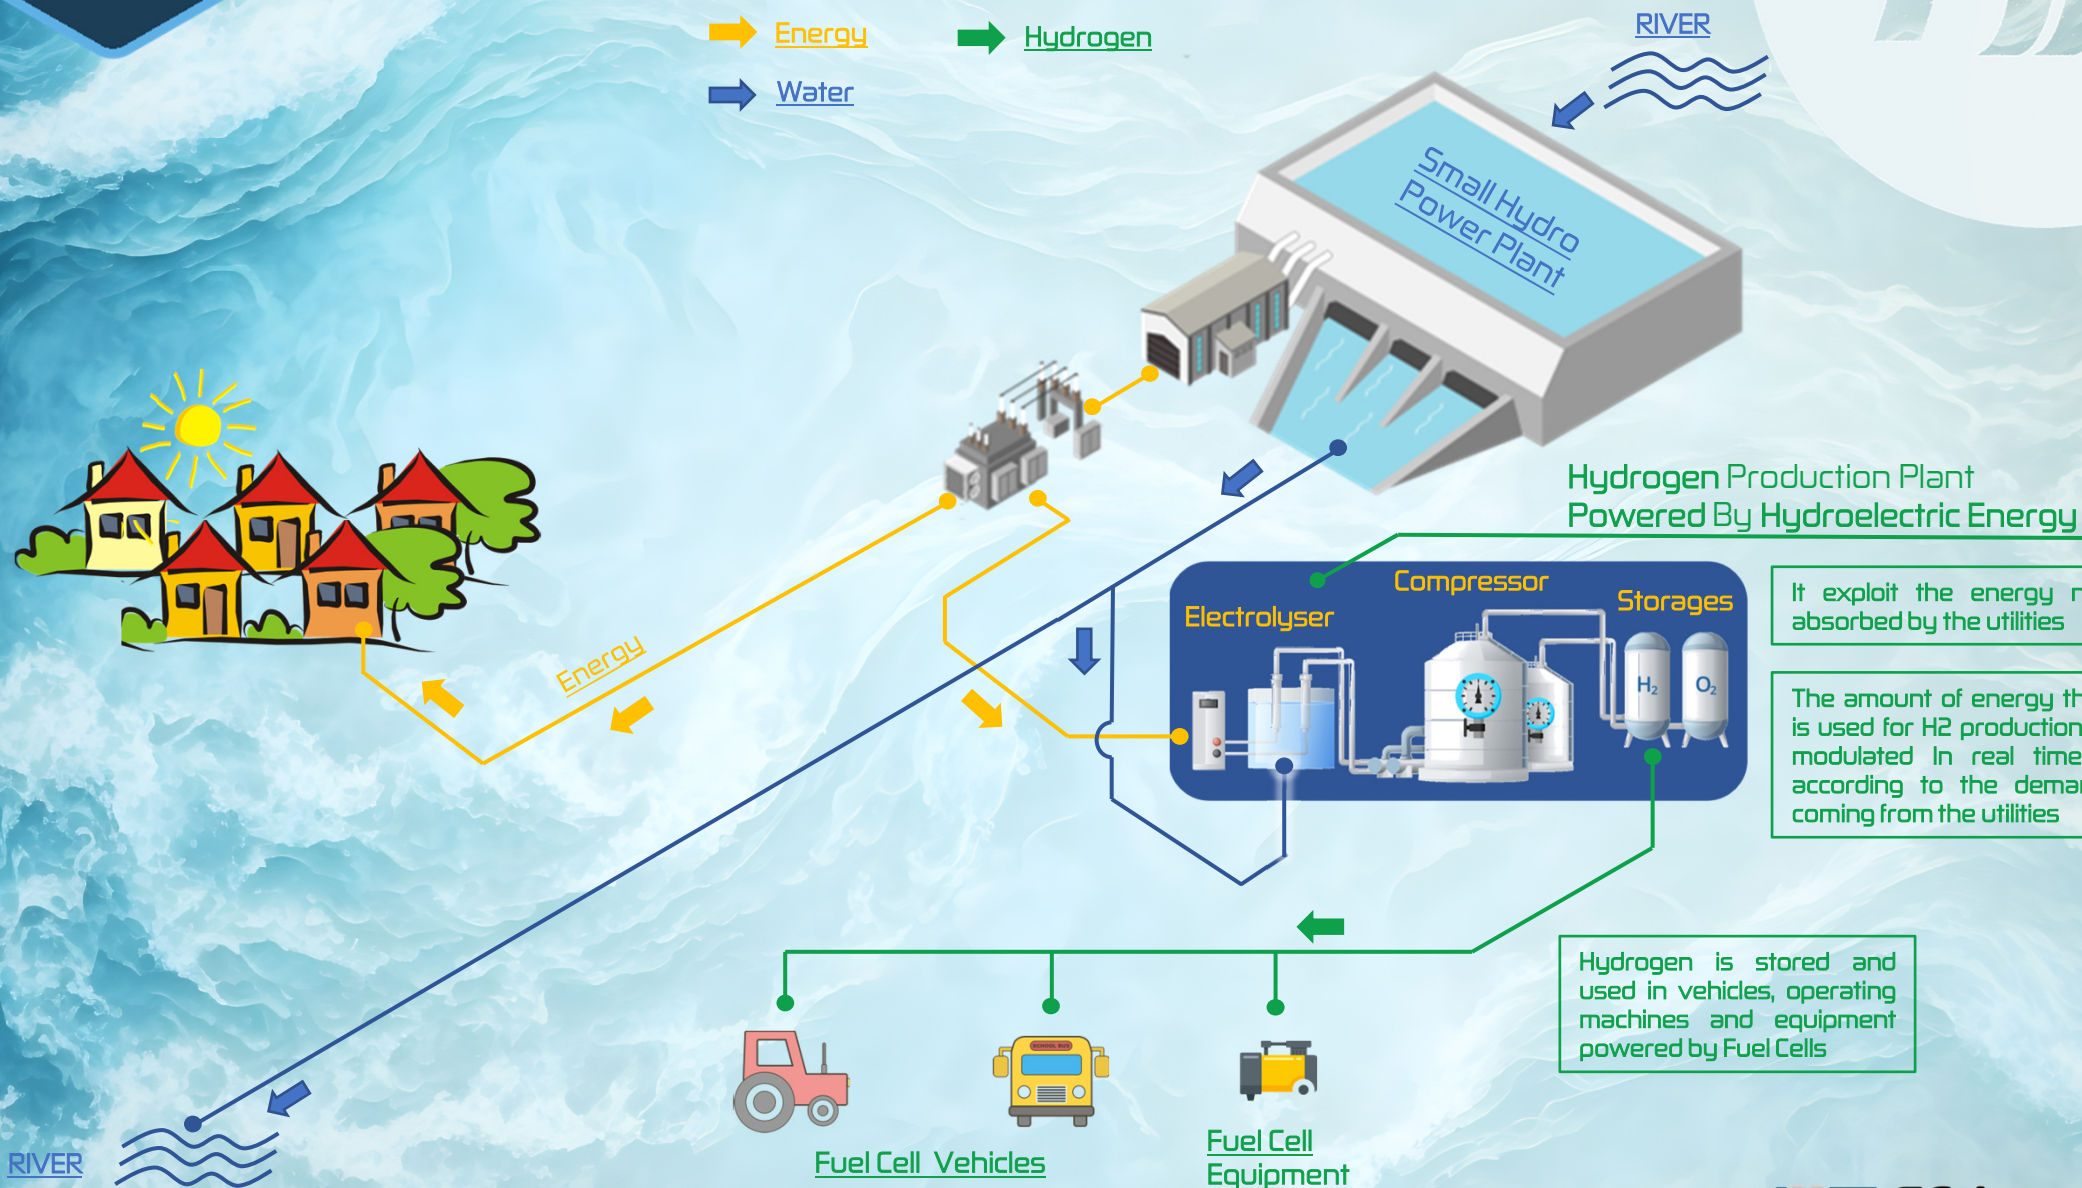 Energy
Hydrogen
Water
RIVER
Small Hydro
Power Plant
Hydrogen Production Plant
Powered By Hydroelectric Energy
Compressor
Electrolyser
Storages
H2
O2
It exploit the energy
absorbed by the utilities
The amount of energy
is used for H2 production
modulated In real time
according to the
coming from the utilities
Energy
Hydrogen is stored and
used in vehicles, operating
machines and equipment
powered by Fuel Cells
SCHOOL BUS
RIVER
Fuel Cell Vehicles
Fuel Cell
Equipment